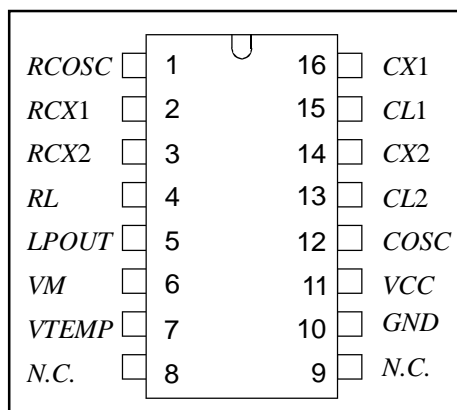 RCOSC 1 16 CX1
RCX1 2 15 CL1
RCX2 3 14 CX2
RL 4 13 CL2
LPOUT 5 12 COSC
VM 6 11 VCC
VTEMP 7 10 GND
N.C. 8 9 N.C.